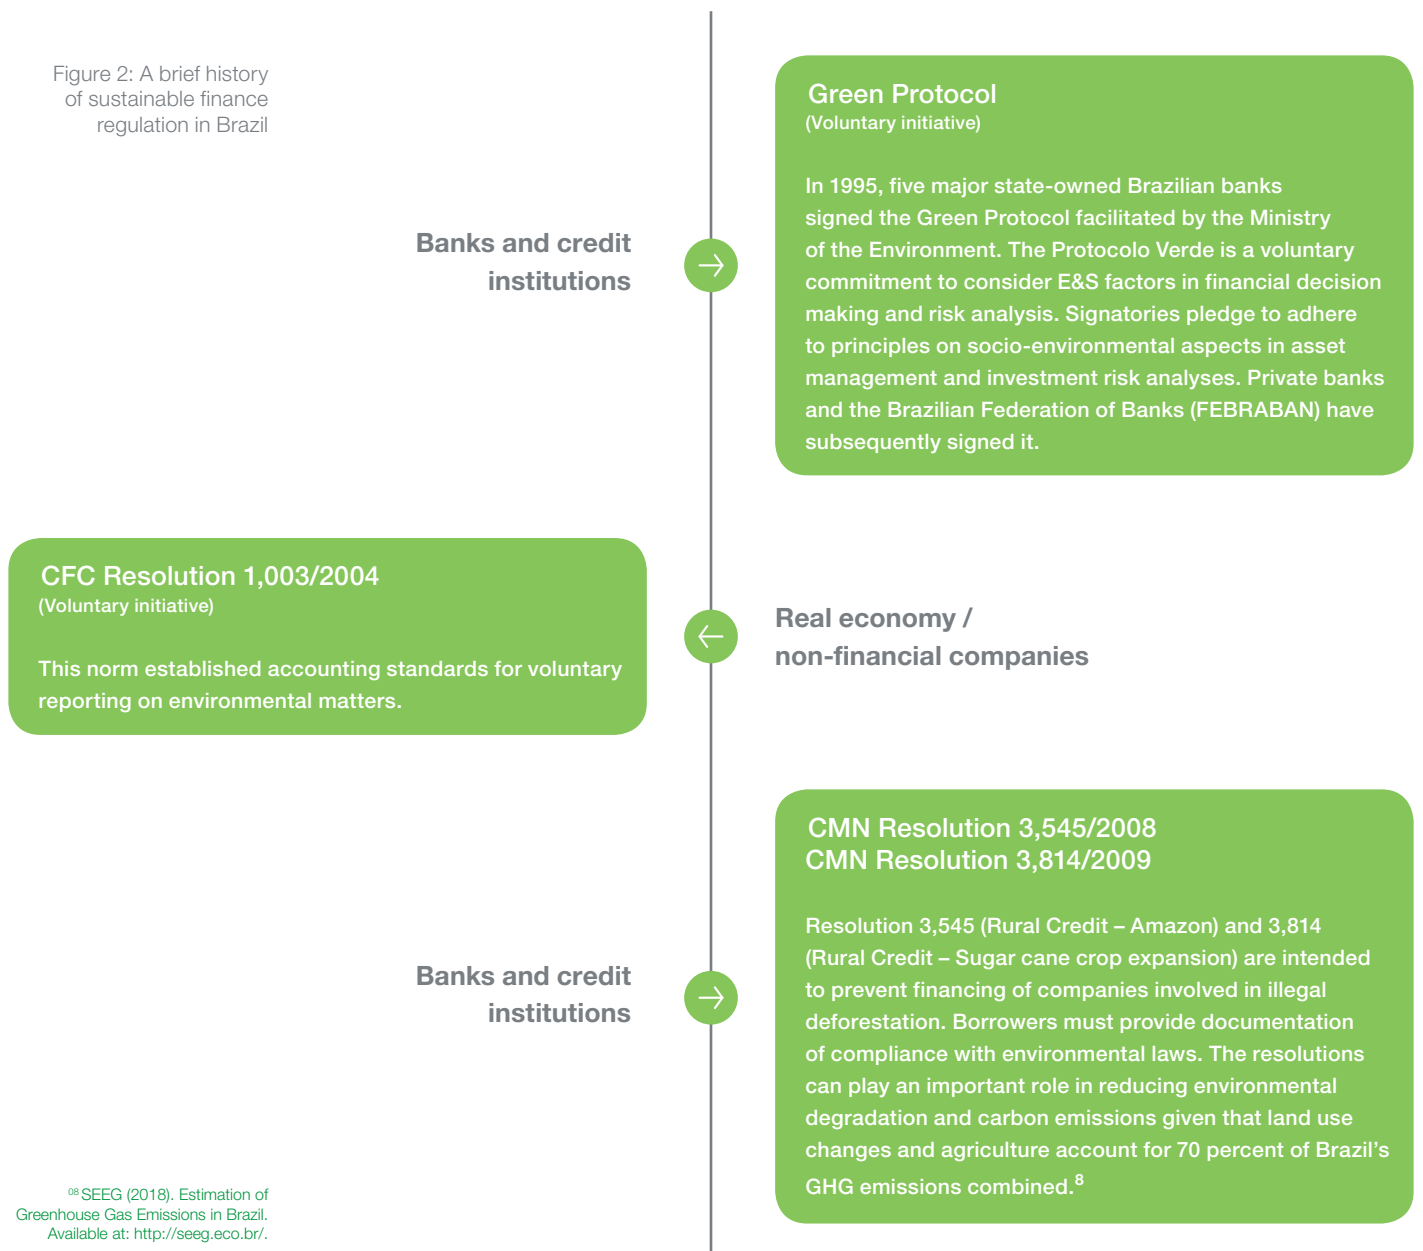 Figure 2: A brief history
of sustainable finance
regulation in Brazil
Banks and credit
institutions
Green Protocol
(Voluntary initiative)
In 1995, five major state-owned Brazilian banks
signed the Green Protocol facilitated by the Ministry
of the Environment. The Protocolo Verde is a voluntary
commitment to consider E&S factors in financial decision
making and risk analysis. Signatories pledge to adhere
to principles on socio-environmental aspects in asset
management and investment risk analyses. Private banks
and the Brazilian Federation of Banks (FEBRABAN) have
subsequently signed it.
CFC Resolution 1,003/2004
(Voluntary initiative)
This norm established accounting standards for voluntary
reporting on environmental matters.
Real economy /
non-financial companies
Banks and credit
institutions
CMN Resolution 3,545/2008
CMN Resolution 3,814/2009
Resolution 3,545 (Rural Credit – Amazon) and 3,814
(Rural Credit – Sugar cane crop expansion) are intended
to prevent financing of companies involved in illegal
deforestation. Borrowers must provide documentation
of compliance with environmental laws. The resolutions
can play an important role in reducing environmental
degradation and carbon emissions given that land use
changes and agriculture account for 70 percent of Brazil's
GHG emissions combined.8
08 SEEG (2018). Estimation of
Greenhouse Gas Emissions in Brazil.
Available at: http://seeg.eco.br/.